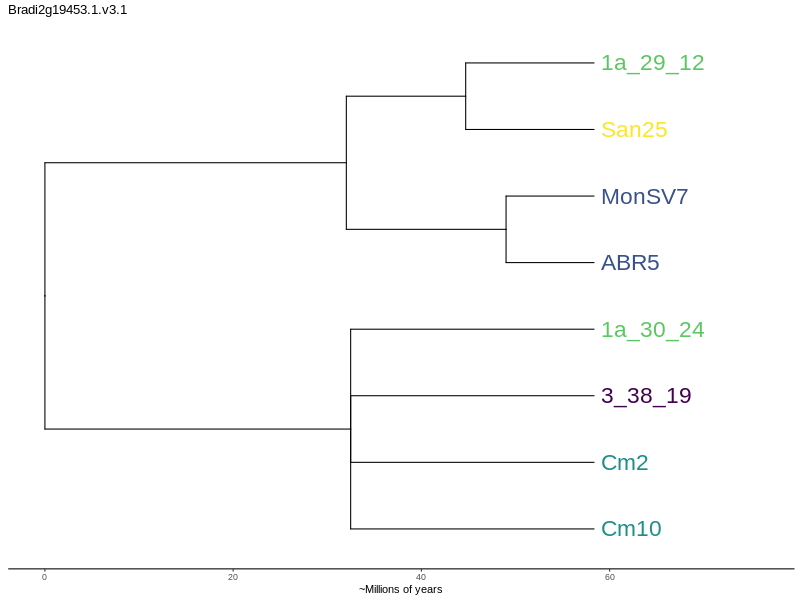 Bradi2g19453.1.v3.1
1a_29_12
San25
MonSV7
ABR5
1a_30_24
3_38_19
Cm2
Cm10
0 20 40 60
~Millions of years